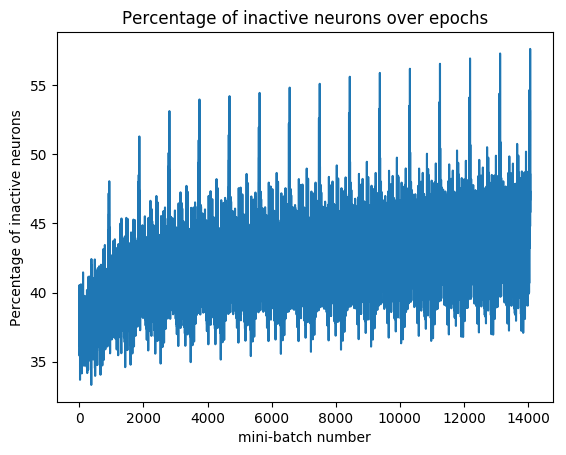 Percentage of inactive neurons over epochs
Percentage of inactive neurons
55
50
45
40
35
0 2000 4000 6000 8000 10000 12000 14000
mini-batch number